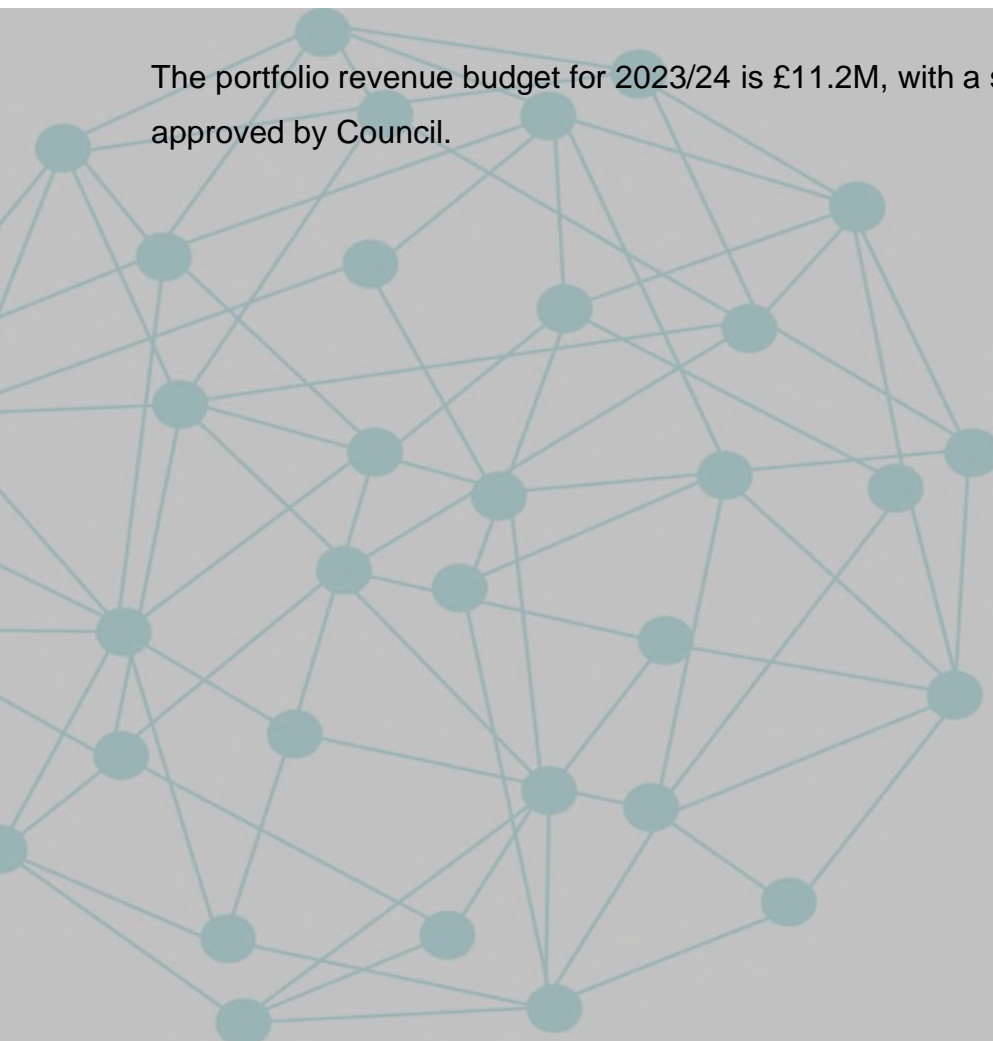 The portfolio revenue budget for 2023/24 is £11.2M, with a
approved by Council.